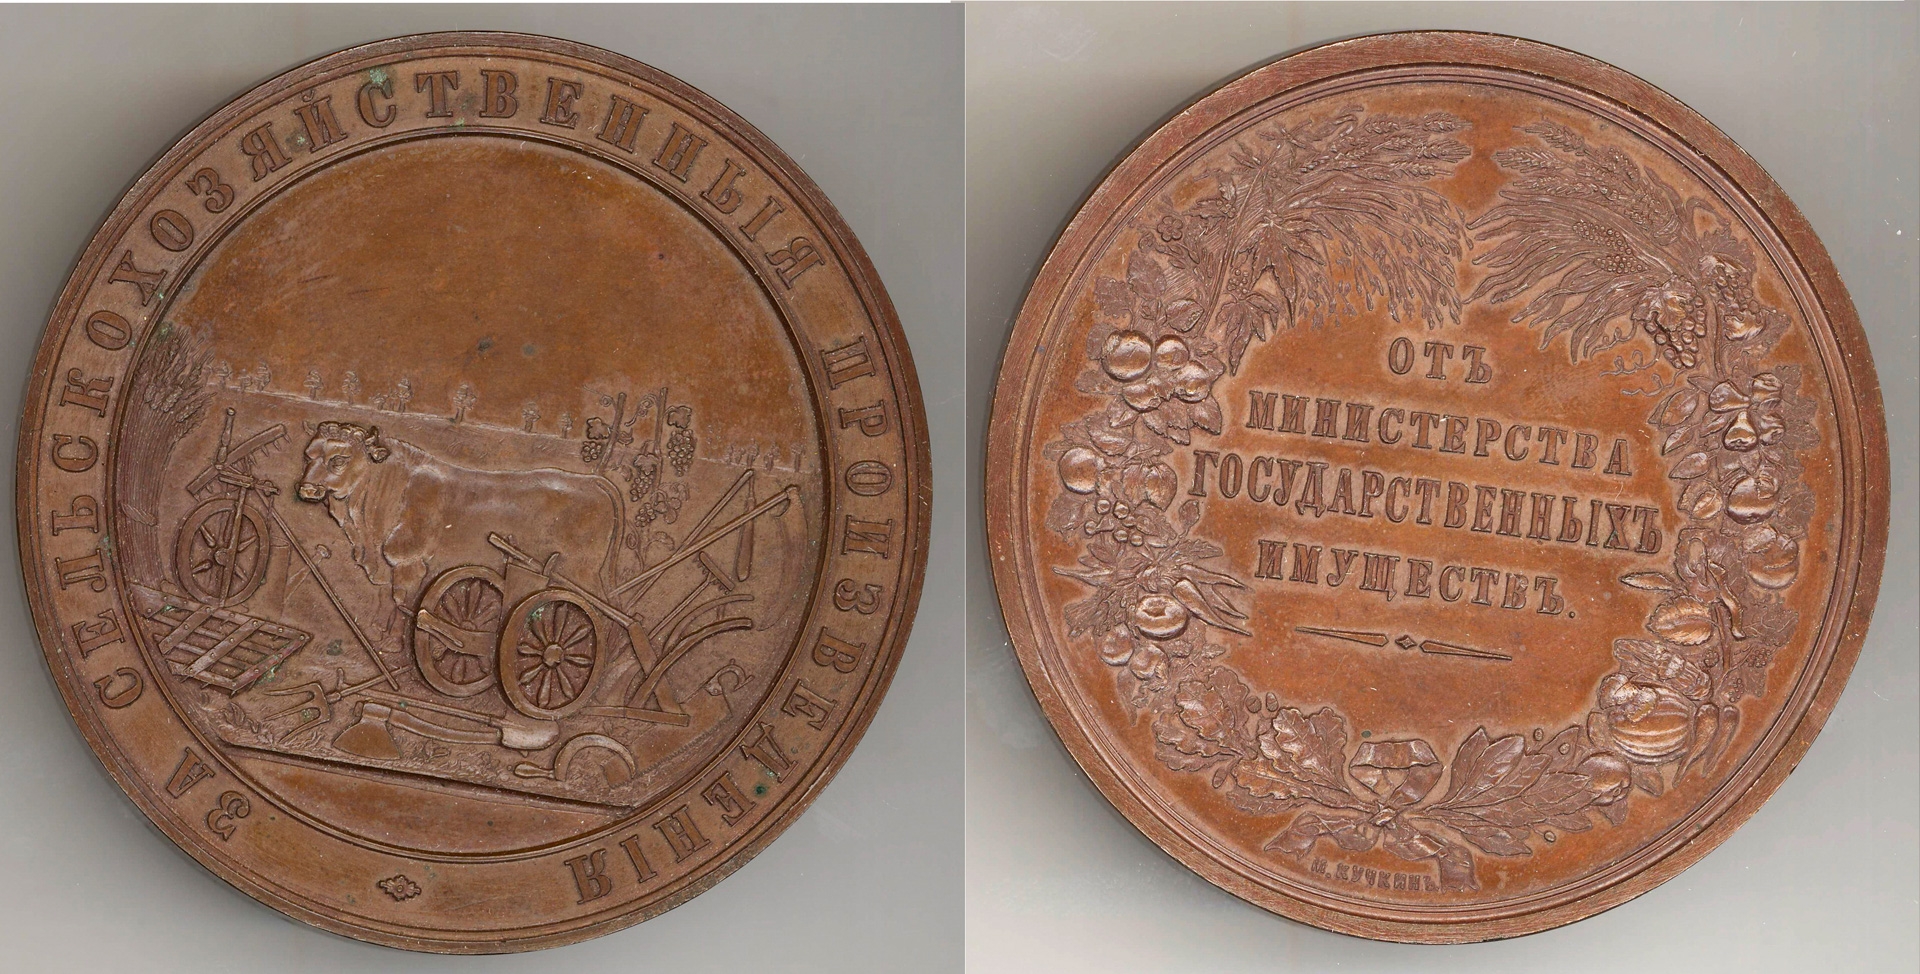 ЗА СЕЛЬСКОХОЗЯЙСТВЕННЫЯ ПРОИЗВЕДЕНІЯ
ОТЪ
МИНИСТЕРСТВА
ГОСУДАРСТВЕННЫХЪ
ИМУЩЕСТВЪ.
М. КУЧКИНЪ